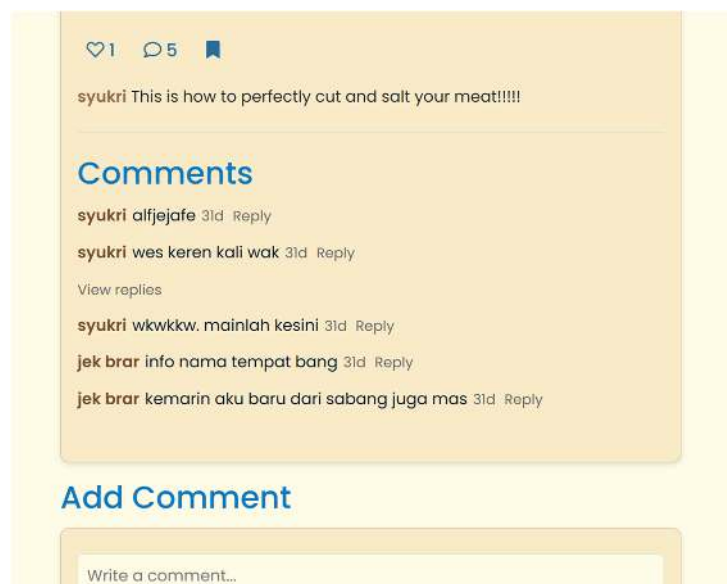 1 5
syukri This is how to perfectly cut and salt your meat!!!!!
Comments
syukri alfjejafe 31d Reply
syukri wes keren kali wak 31d Reply
View replies
syukri wkwkkw. mainlah kesini 31d Reply
jek brar info nama tempat bang 31d Reply
jek brar kemarin aku baru dari sabang juga mas 31d Reply
Add Comment
Write a comment...